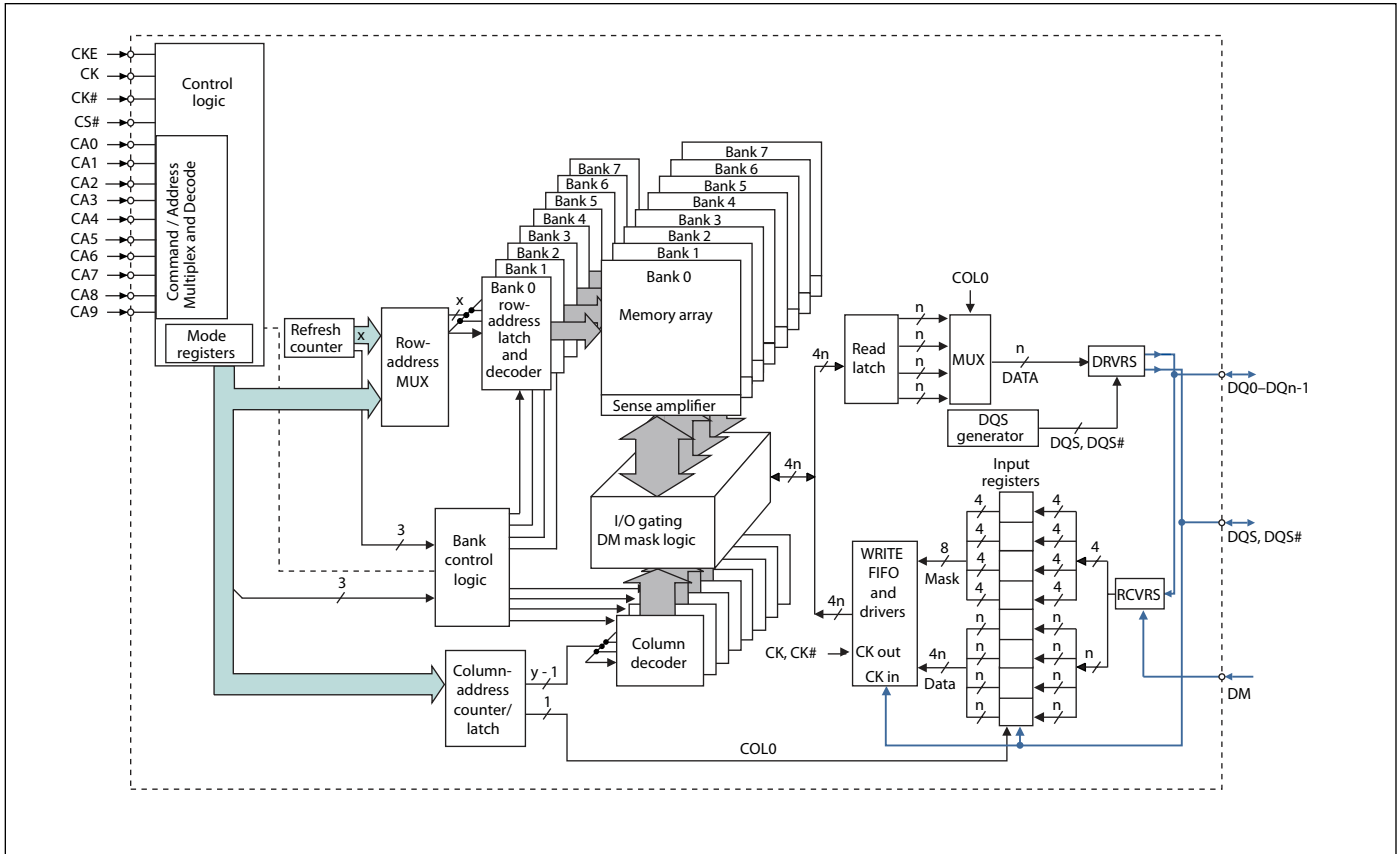 CKE
CK
CK#
CS#
CA0
CA1
CA2
CA3
CA4
CA5
CA6
CA7
CA8
CA9
Control
logic
Command / Address
Multiplex and Decode
Mode
registers
Refresh
counter
x
Row-
address
MUX
x
Bank 7
Bank 6
Bank 5
Bank 4
Bank 3
Bank 2
Bank 1
Bank 0
row-
address
latch
and
decoder
Bank 7
Bank 6
Bank 5
Bank 4
Bank 3
Bank 2
Bank 1
Bank 0
Memory array
Sense amplifier
3
3
Bank
control
logic
I/O gating
DM mask logic
Column
decoder
Column-
address
counter/
latch
y - 1
1
COL0
4n
4n
4n
Read
latch
n
n
n
n
COL0
MUX
n
DATA
DRVRS
DQS
generator
DQS, DQS#
DQ0–DQn-1
Input
registers
4
4
4
4
4
4
4
4
4
8
Mask
WRITE
FIFO
and
drivers
CK out
CK in
CK, CK#
4n
Data
n
n
n
n
n
n
n
n
n
RCVRS
DQS, DQS#
DM